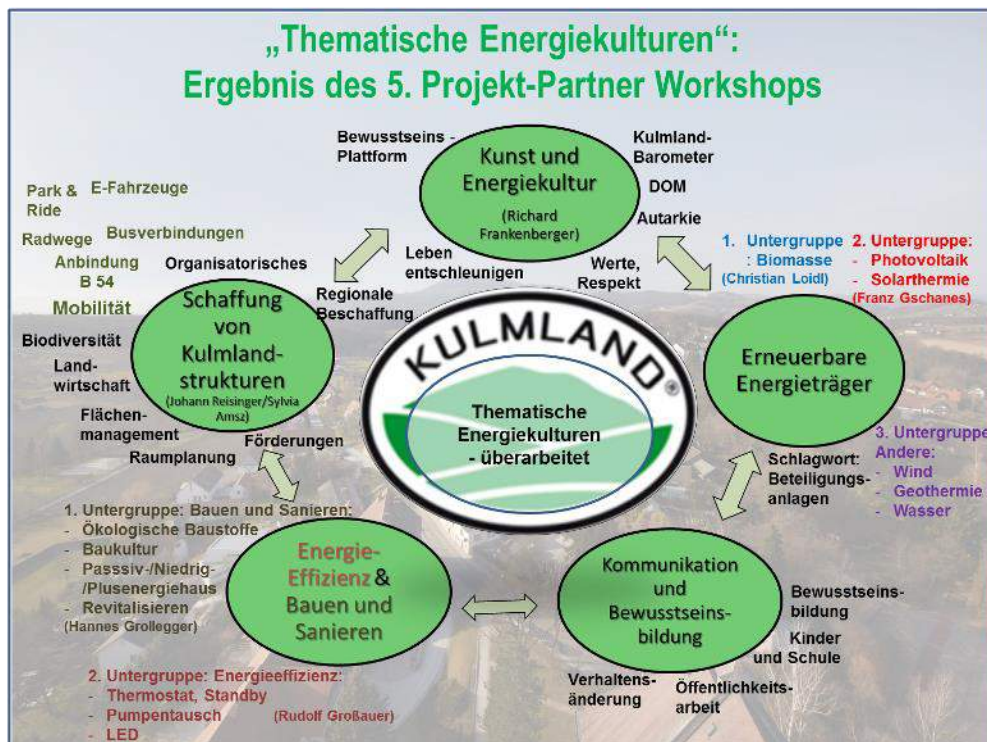 „Thematische Energiekulturen“:
Ergebnis des 5. Projekt-Partner Workshops
Bewusstseins -
Plattform
Kunst und
Energiekultur
(Richard
Frankenberger)
Kulmland-
Barometer
DOM
Autarkie
Werte,
Respekt
Leben
entschleunigen
Park &
Ride
E-Fahrzeuge
Radwege
Busverbindungen
Anbindung
B 54
Mobilität
Organisatorisches
Regionale
Beschaffung
Schaffung
von
Kulmland-
strukturen
(Johann Reisinger/Sylvia
Amsz)
Biodiversität
Land-
wirtschaft
Flächen-
management
Raumplanung
Förderungen
KULMLAND®
Thematische
Energiekulturen
- überarbeitet
1. Untergruppe
: Biomasse
(Christian Loidl)
2. Untergruppe:
- Photovoltaik
- Solarthermie
(Franz Gschanes)
Erneuerbare
Energieträger
3. Untergruppe
Andere:
- Wind
- Geothermie
- Wasser
Schlagwort:
Beteiligungs-
anlagen
1. Untergruppe: Bauen und Sanieren:
- Ökologische Baustoffe
- Baukultur
- Passsiv-/Niedrig-
/Plusenergiehaus
- Revitalisieren
(Hannes Grollegger)
Energie-
Effizienz &
Bauen und
Sanieren
2. Untergruppe: Energieeffizienz:
- Thermostat, Standby
- Pumpentausch (Rudolf Großauer)
- LED
Kommunikation
und
Bewusstseins-
bildung
Bewusstseins-
bildung
Kinder
und Schule
Öffentlichkeits-
arbeit
Verhaltens-
änderung